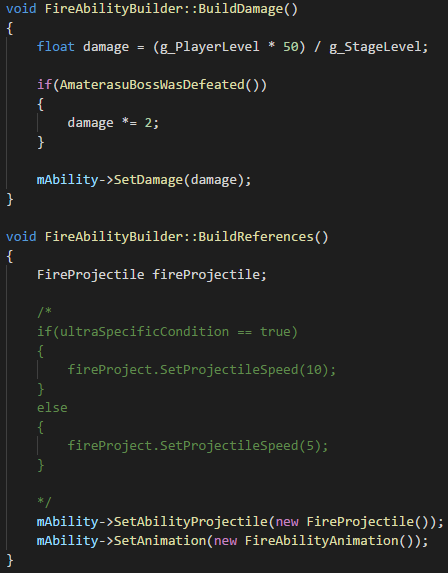 void FireAbilityBuilder::BuildDamage()
{
    float damage = (g_PlayerLevel * 50) / g_StageLevel;
    if(AmaterasuBossWasDefeated())
    {
        damage *= 2;
    }
    mAbility->SetDamage(damage);
}
void FireAbilityBuilder::BuildReferences()
{
    FireProjectile fireProjectile;
    /*
    if(ultraSpecificCondition == true)
    {
        fireProject.SetProjectileSpeed(10);
    }
    else
    {
        fireProject.SetProjectileSpeed(5);
    }
    */
    mAbility->SetAbilityProjectile(new FireProjectile());
    mAbility->SetAnimation(new FireAbilityAnimation());
}